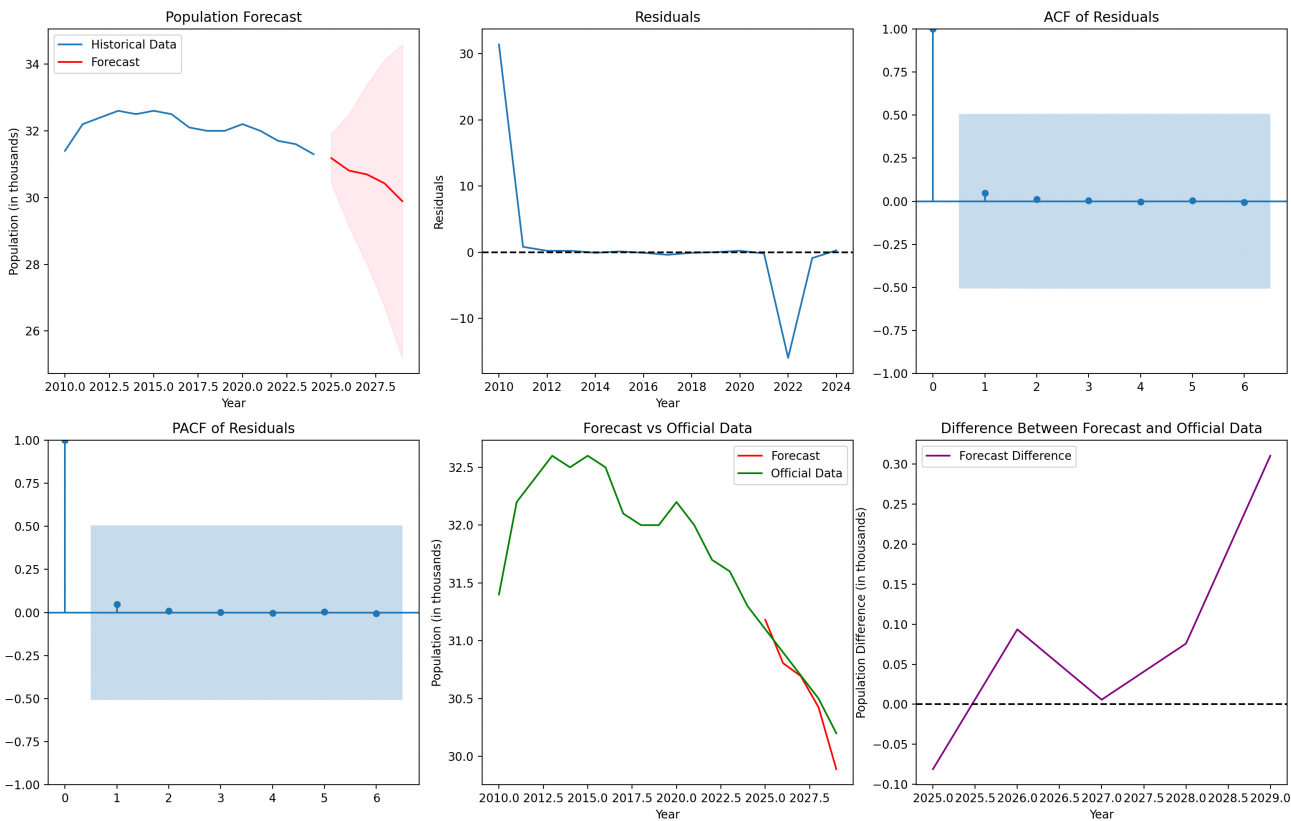 Population Forecast
Historical Data
Forecast
Population (in thousands)
34
32
30
28
26
2010.0 2012.5 2015.0 2017.5 2020.0 2022.5 2025.0 2027.5
Year
Residuals
Residuals
30
20
10
0
−10
2010 2012 2014 2016 2018 2020 2022 2024
Year
ACF of Residuals
1.00
0.75
0.50
0.25
0.00
−0.25
−0.50
−0.75
−1.00
0 1 2 3 4 5 6
PACF of Residuals
1.00
0.75
0.50
0.25
0.00
−0.25
−0.50
−0.75
−1.00
0 1 2 3 4 5 6
Forecast vs Official Data
Forecast
Official Data
Population (in thousands)
32.5
32.0
31.5
31.0
30.5
30.0
2010.0 2012.5 2015.0 2017.5 2020.0 2022.5 2025.0 2027.5
Year
Difference Between Forecast and Official Data
Forecast Difference
Population Difference (in thousands)
0.30
0.25
0.20
0.15
0.10
0.05
0.00
−0.05
−0.10
2025.0 2025.5 2026.0 2026.5 2027.0 2027.5 2028.0 2028.5 2029.0
Year